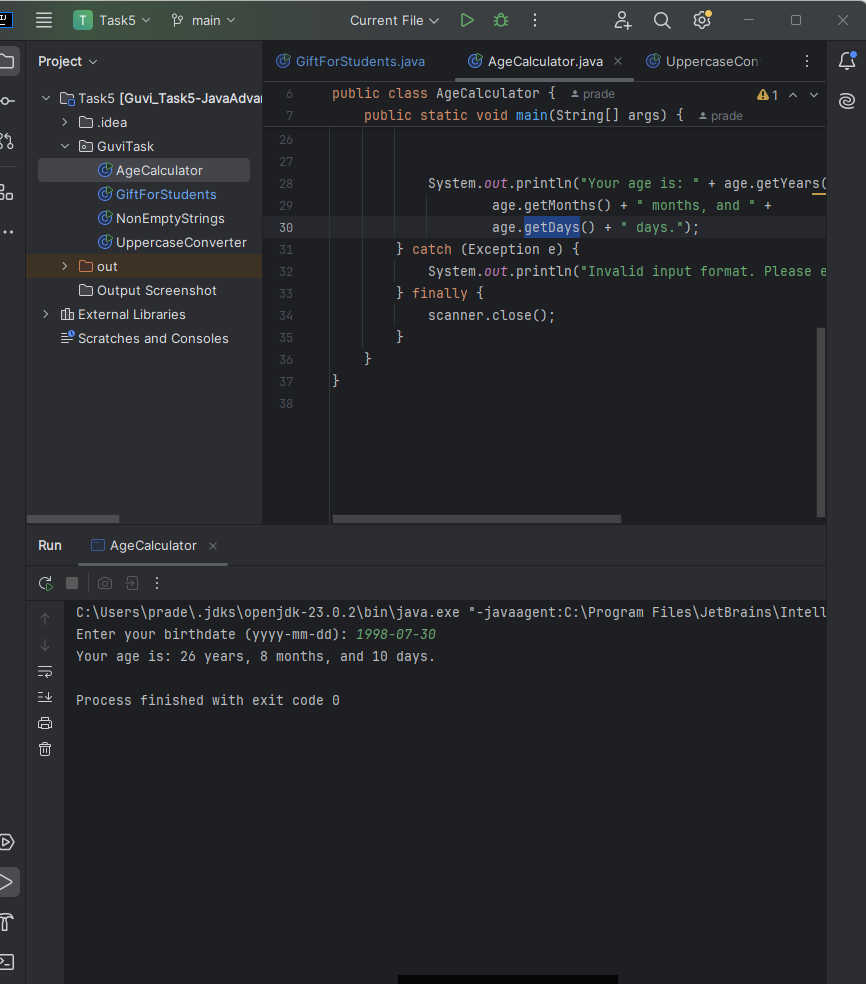 T Task5 main Current File
Project
GiftForStudents.java AgeCalculator.java UppercaseCon
Task5 [Guvi_Task5-JavaAdvan
.idea
GuviTask
AgeCalculator
GiftForStudents
NonEmptyStrings
UppercaseConverter
out
Output Screenshot
External Libraries
Scratches and Consoles
6 public class AgeCalculator { prade 1
7 public static void main(String[] args) { prade
26
27
28 System.out.println("Your age is: " + age.getYears(
29 age.getMonths() + " months, and " +
30 age.getDays() + " days.");
31 } catch (Exception e) {
32 System.out.println("Invalid input format. Please e
33 } finally {
34 scanner.close();
35 }
36 }
37 }
38
Run AgeCalculator
C:\Users\prade\.jdks\openjdk-23.0.2\bin\java.exe "-javaagent:C:\Program Files\JetBrains\Intell
Enter your birthdate (yyyy-mm-dd): 1998-07-30
Your age is: 26 years, 8 months, and 10 days.
Process finished with exit code 0